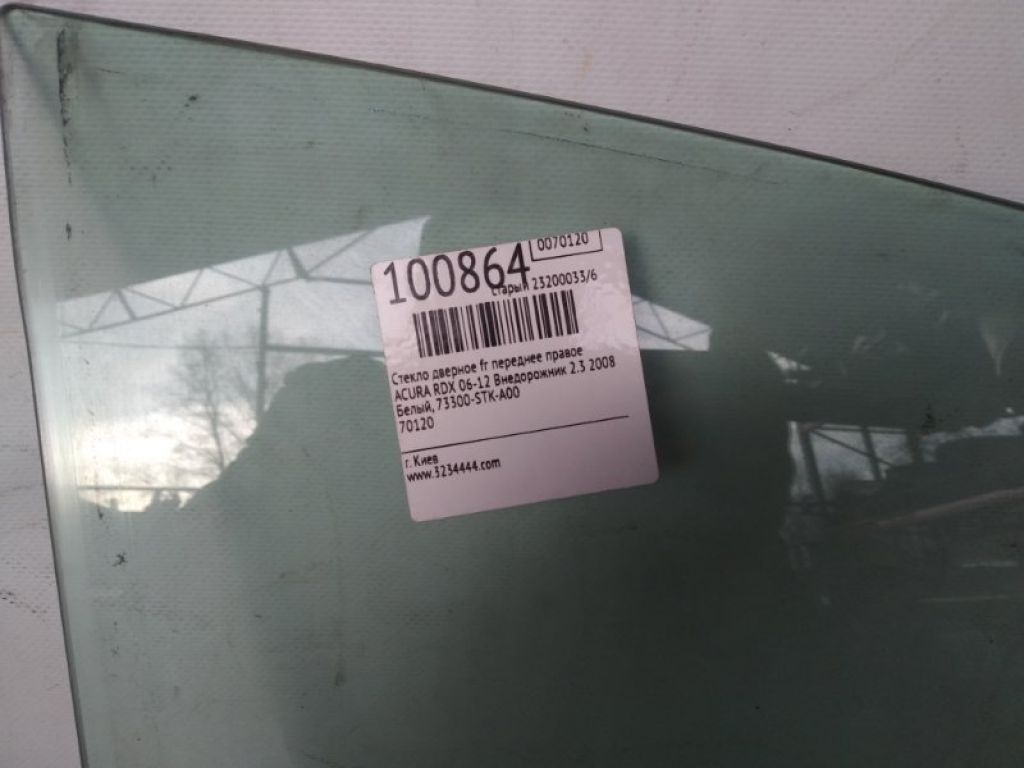 100864
0070120
старый 23200033/6
Стекло дверное fr переднее правое
ACURA RDX 06-12 Внедорожник 2.3 2008
Белый, 73300-STK-A00
70120
г. Киев
www.3234444.com